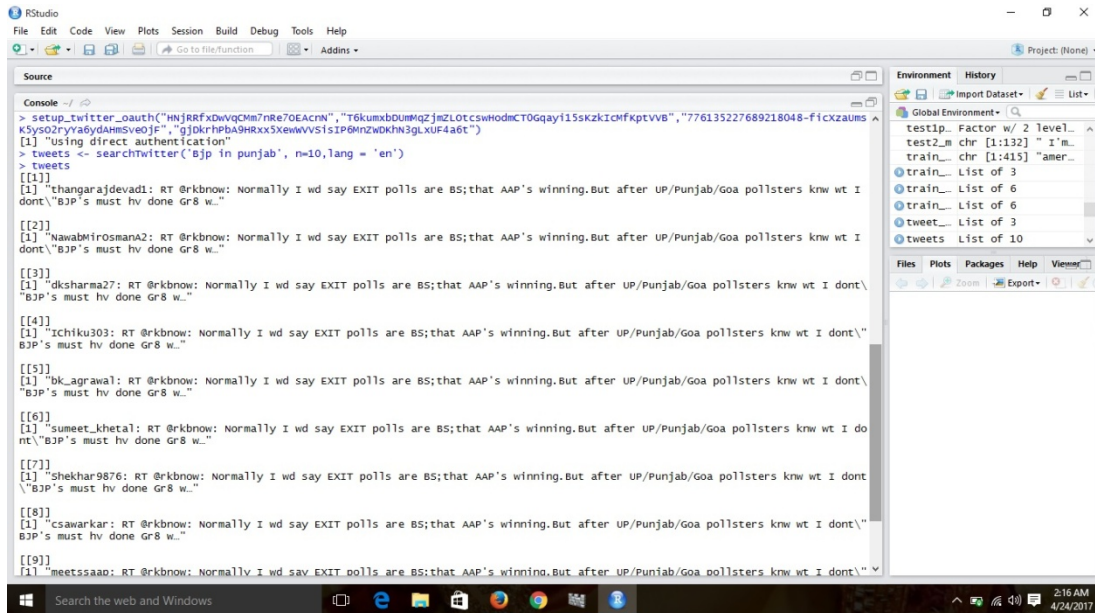 RStudio
File Edit Code View Plots Session Build Debug Tools Help
Go to file/function Addins
Project: (None)
Source
Console ~/
> setup_twitter_oauth("HNjRRfxDwVqCMm7nRe7OEAcnN","T6kumxbDUmMqZjmZLOtcswHodmCTOGqayi15sKzkIcMfKptVVB","776135227689218048-ficXzaUms
K5ysO2ryYa6ydAHmSveOjF","gjDkrhPbA9HRxx5XewWVVSisIP6MnZWDKhN3gLxUF4a6t")
[1] "Using direct authentication"
> tweets <- searchTwitter('Bjp in punjab', n=10,lang = 'en')
> tweets
[[1]]
[1] "thangarajdevad1: RT @rkbnow: Normally I wd say EXIT polls are BS;that AAP's winning.But after UP/Punjab/Goa pollsters knw wt I
dont\"BJP's must hv done Gr8 w…"
[[2]]
[1] "NawabMirOsmanA2: RT @rkbnow: Normally I wd say EXIT polls are BS;that AAP's winning.But after UP/Punjab/Goa pollsters knw wt I
dont\"BJP's must hv done Gr8 w…"
[[3]]
[1] "dksharma27: RT @rkbnow: Normally I wd say EXIT polls are BS;that AAP's winning.But after UP/Punjab/Goa pollsters knw wt I dont\
"BJP's must hv done Gr8 w…"
[[4]]
[1] "IChiku303: RT @rkbnow: Normally I wd say EXIT polls are BS;that AAP's winning.But after UP/Punjab/Goa pollsters knw wt I dont\"
BJP's must hv done Gr8 w…"
[[5]]
[1] "bk_agrawal: RT @rkbnow: Normally I wd say EXIT polls are BS;that AAP's winning.But after UP/Punjab/Goa pollsters knw wt I dont\
"BJP's must hv done Gr8 w…"
[[6]]
[1] "sumeet_khetal: RT @rkbnow: Normally I wd say EXIT polls are BS;that AAP's winning.But after UP/Punjab/Goa pollsters knw wt I do
nt\"BJP's must hv done Gr8 w…"
[[7]]
[1] "Shekhar9876: RT @rkbnow: Normally I wd say EXIT polls are BS;that AAP's winning.But after UP/Punjab/Goa pollsters knw wt I dont
\"BJP's must hv done Gr8 w…"
[[8]]
[1] "csawarkar: RT @rkbnow: Normally I wd say EXIT polls are BS;that AAP's winning.But after UP/Punjab/Goa pollsters knw wt I dont\"
BJP's must hv done Gr8 w…"
[[9]]
[1] "meetssaap: RT @rkbnow: Normally I wd say EXIT polls are BS;that AAP's winning.But after UP/Punjab/Goa pollsters knw wt I dont\"
Environment History
Import Dataset List
Global Environment
test1p… Factor w/ 2 level…
test2_m chr [1:132] " I'm…
train_… chr [1:415] "amer…
train_… List of 3
train_… List of 6
train_… List of 6
tweet_… List of 3
tweets List of 10
Files Plots Packages Help Viewer
Zoom Export
Search the web and Windows
2:16 AM
4/24/2017